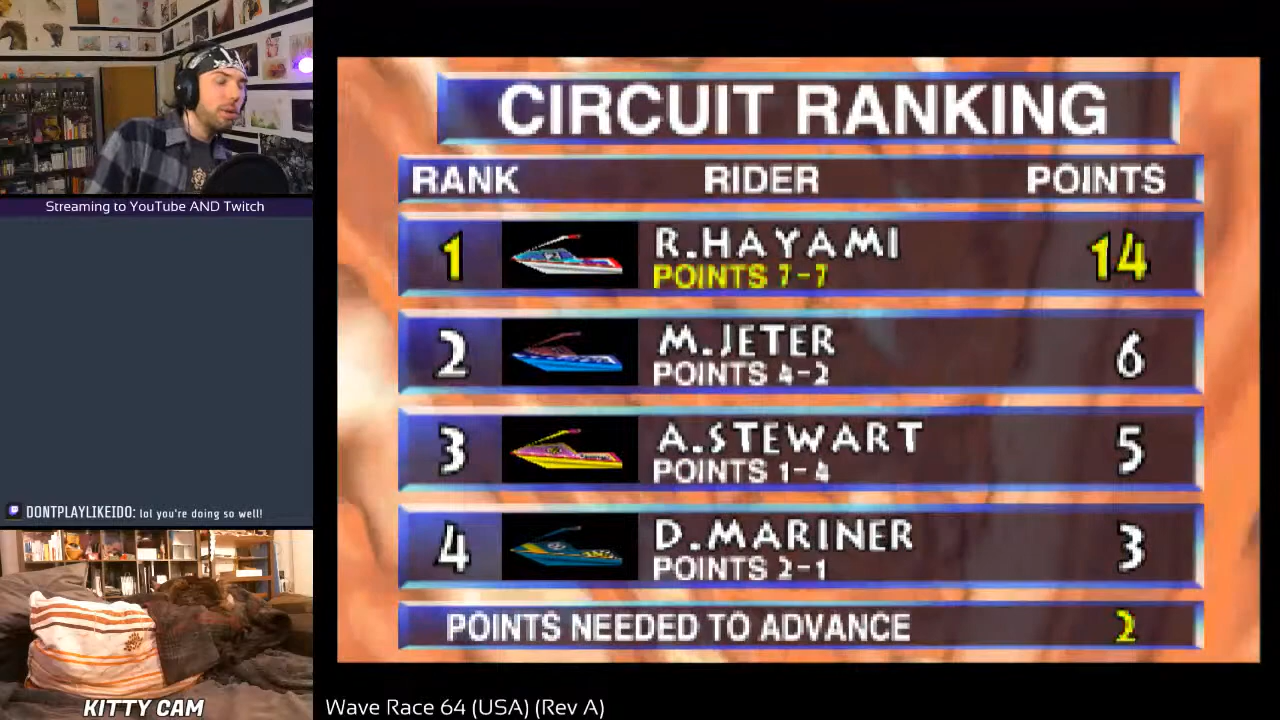 Streaming to YouTube AND Twitch
DONTPLAYLIKEIDO: lol you're doing so well!
KITTY CAM
CIRCUIT RANKING
RANK RIDER POINTS
1 R.HAYAMI 14
POINTS 7-7
2 M.JETER 6
POINTS 4-2
3 A.STEWART 5
POINTS 1-4
4 D.MARINER 3
POINTS 2-1
POINTS NEEDED TO ADVANCE 2
Wave Race 64 (USA) (Rev A)